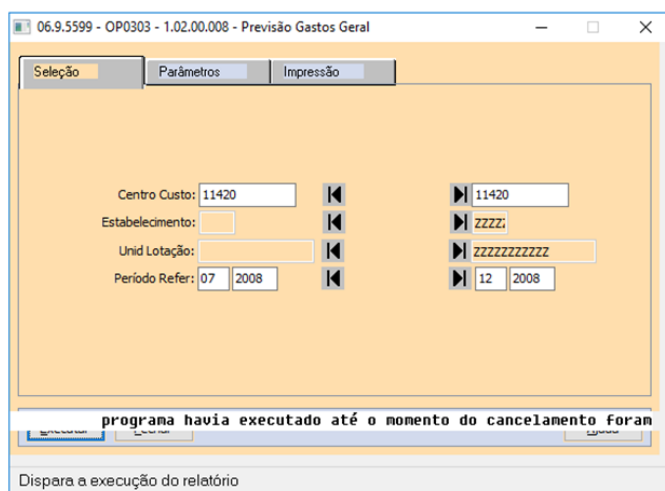 06.9.5599 - OP0303 - 1.02.00.008 - Previsão Gastos Geral
Seleção Parâmetros Impressão
Centro Custo: 11420 11420
Estabelecimento: ZZZZ
Unid Lotação: ZZZZZZZZZZZ
Período Refer: 07 2008 12 2008
programa havia executado até o momento do cancelamento foram
Dispara a execução do relatório